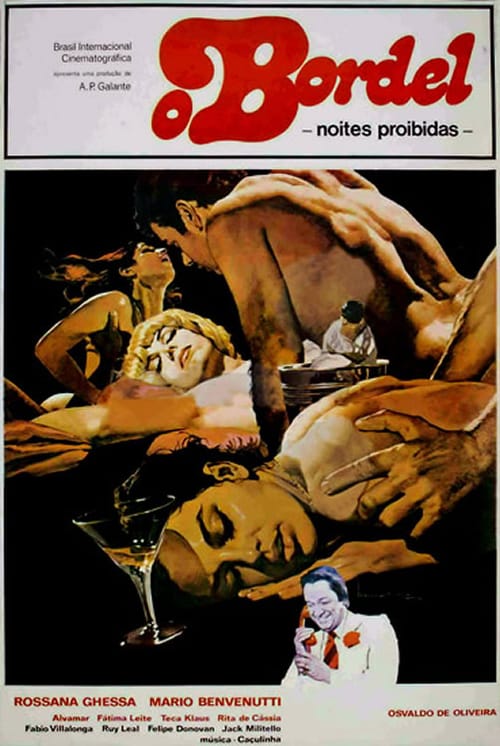 Brasil Internacional
Cinematográfica
apresenta uma produção de
A.P. Galante
o Bordel
- noites proibidas -
ROSSANA GHESSA MARIO BENVENUTTI
Alvamar Fátima Leite Teca Klaus Rita de Cássia
Fabio Villalonga Ruy Leal Felipe Donovan Jack Militello
música - Caçulinha
OSVALDO DE OLIVEIRA